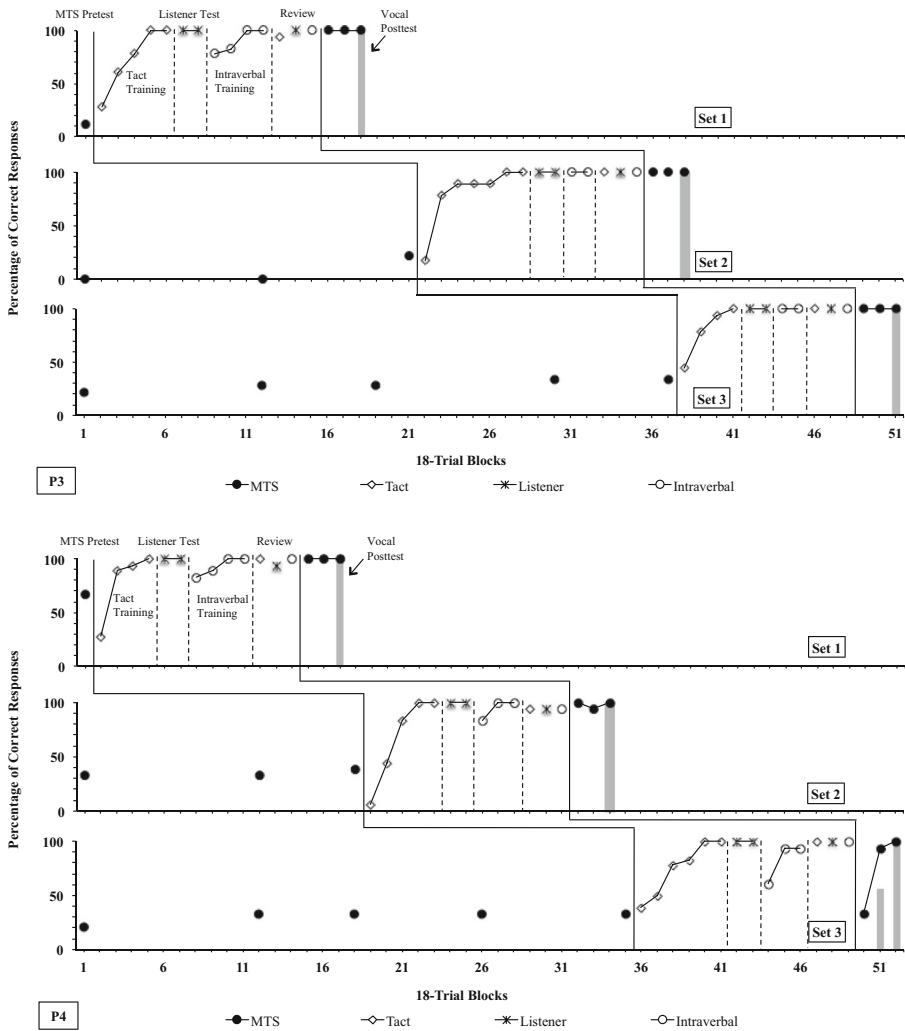 MTS Pretest Listener Test Review
Vocal
Posttest
Tact
Training
Intraverbal
Training
100
50
0
Set 1
100
50
0
Set 2
100
50
0
Set 3
Percentage of Correct Responses
1 6 11 16 21 26 31 36 41 46 51
18-Trial Blocks
P3
MTS Tact Listener Intraverbal
MTS Pretest Listener Test Review
Vocal
Posttest
Tact
Training
Intraverbal
Training
100
50
0
Set 1
100
50
0
Set 2
100
50
0
Set 3
Percentage of Correct Responses
1 6 11 16 21 26 31 36 41 46 51
18-Trial Blocks
P4
MTS Tact Listener Intraverbal